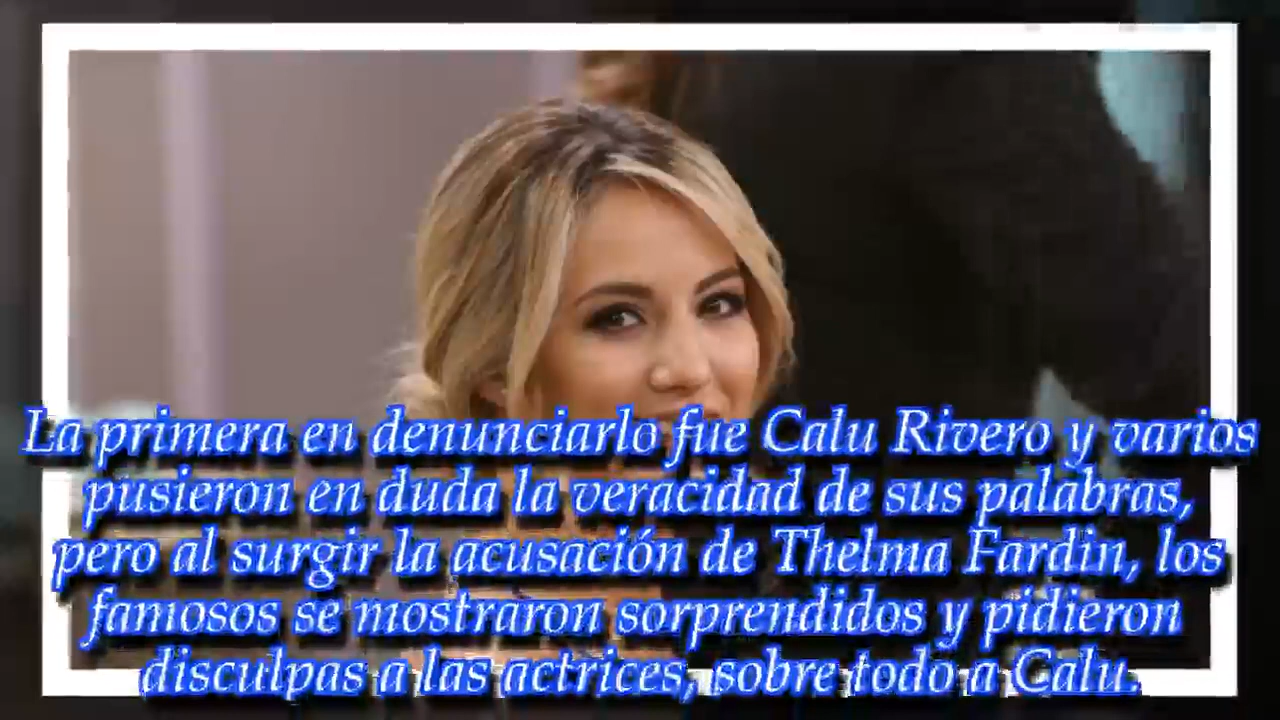 La primera en denunciarlo fue Calu Rivero y varios
pusieron en duda la veracidad de sus palabras,
pero al surgir la acusación de Thelma Fardin, los
famosos se mostraron sorprendidos y pidieron
disculpas a las actrices, sobre todo a Calu.